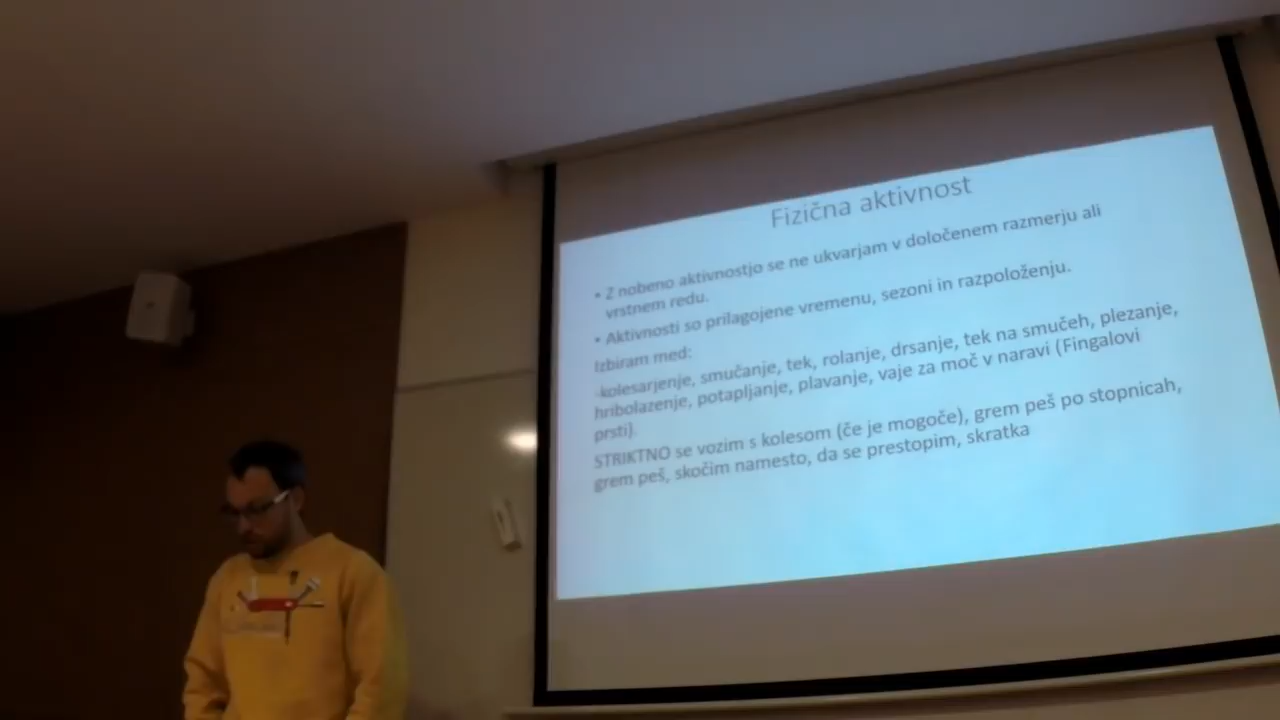 Fizična aktivnost
• Z nobeno aktivnostjo se ne ukvarjam v določenem razmerju ali
vrstnem redu.
• Aktivnosti so prilagojene vremenu, sezoni in razpoloženju.
Izbiram med:
-kolesarjenje, smučanje, tek, rolanje, drsanje, tek na smučeh, plezanje,
hribolazenje, potapljanje, plavanje, vaje za moč v naravi (Fingalovi
prsti).
STRIKTNO se vozim s kolesom (če je mogoče), grem peš po stopnicah,
grem peš, skočim namesto, da se prestopim, skratka